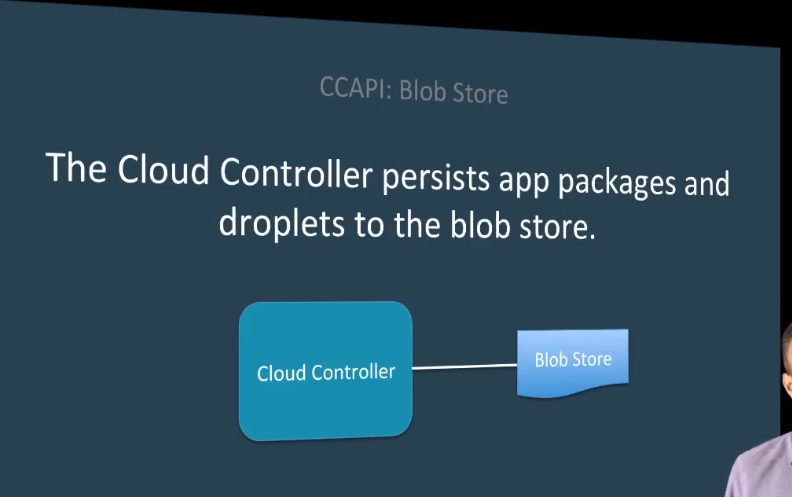 CCAPI: Blob Store
The Cloud Controller persists app packages and
droplets to the blob store.
Cloud Controller
Blob Store